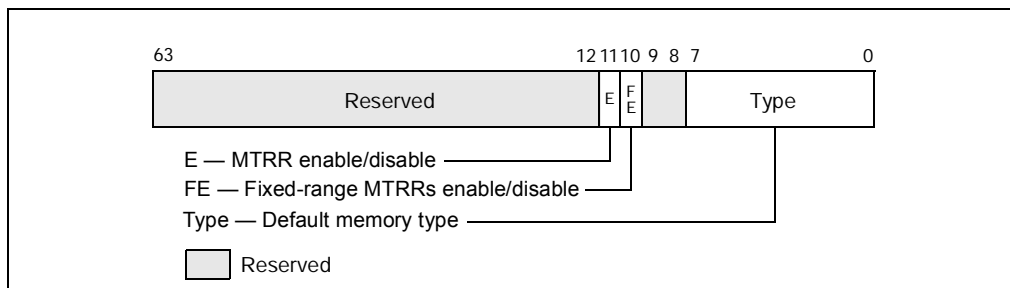 63 12 11 10 9 8 7 0
Reserved E F E Type
E — MTRR enable/disable
FE — Fixed-range MTRRs enable/disable
Type — Default memory type
Reserved